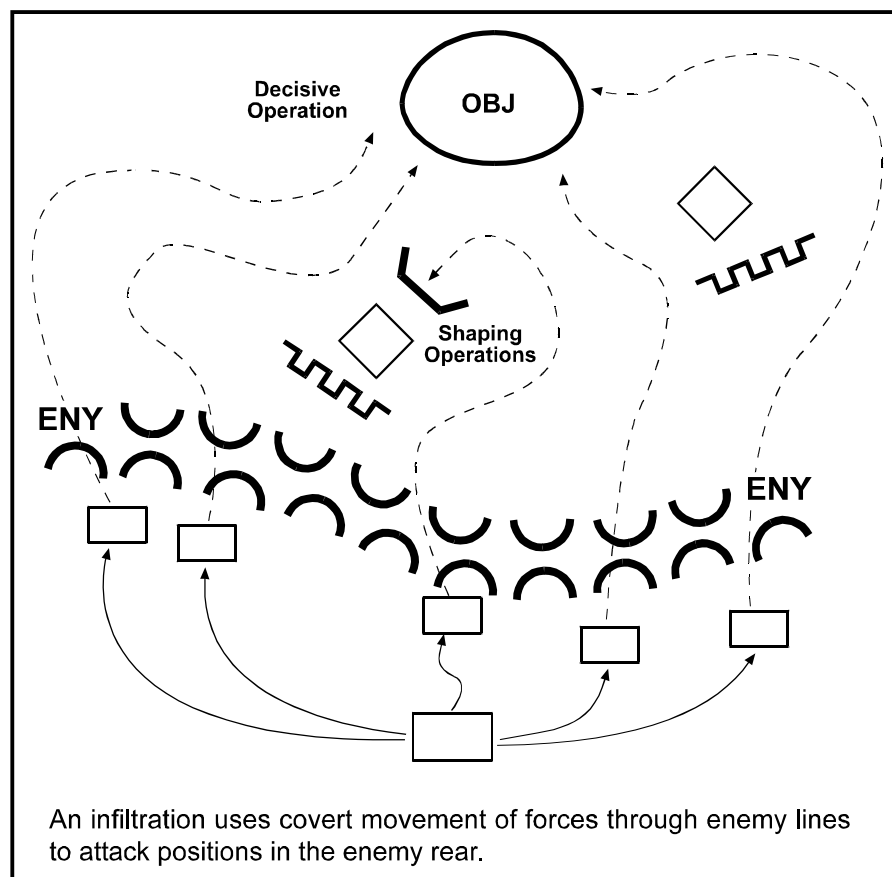 Decisive
Operation
OBJ
Shaping
Operations
ENY
ENY
An infiltration uses covert movement of forces through enemy lines
to attack positions in the enemy rear.